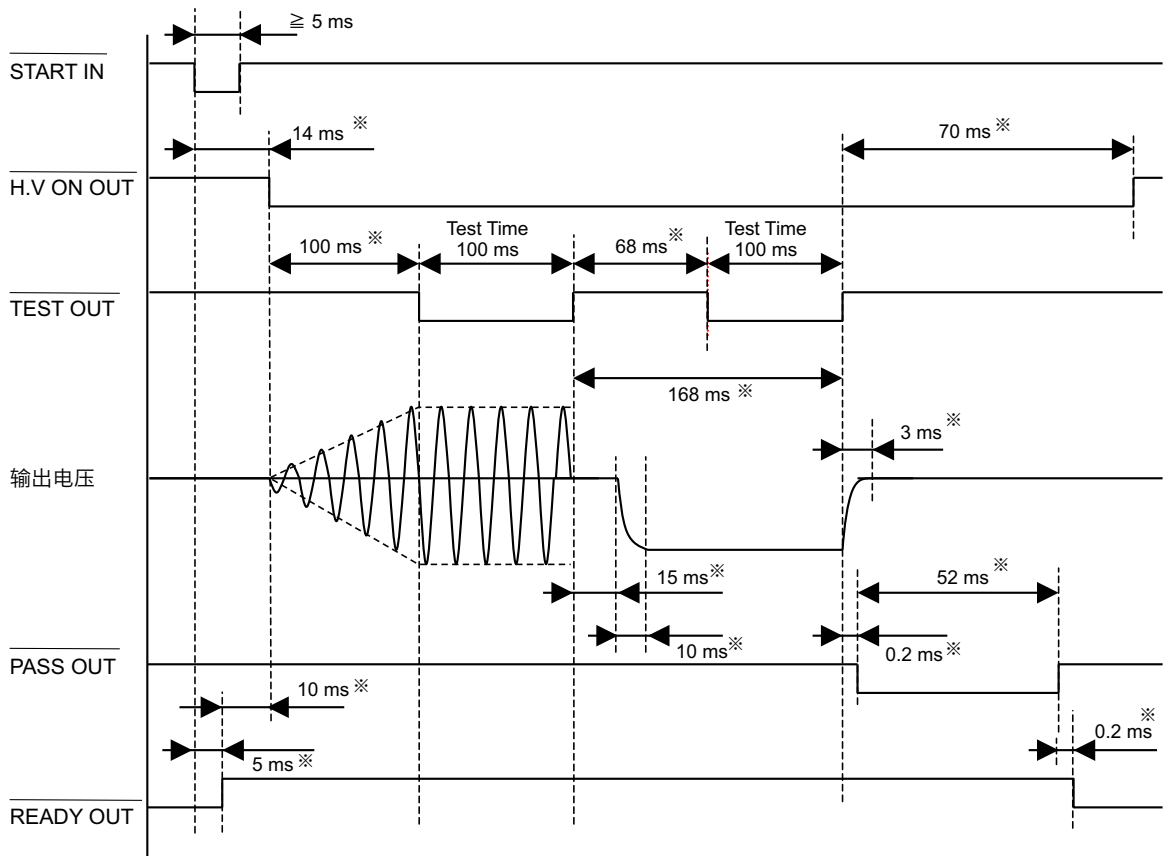 ≧ 5 ms
START IN
14 ms ※
70 ms ※
H.V ON OUT
100 ms ※
Test Time
100 ms
68 ms ※
Test Time
100 ms
TEST OUT
168 ms ※
3 ms ※
输出电压
15 ms ※
52 ms ※
10 ms ※
0.2 ms ※
PASS OUT
10 ms ※
0.2 ms ※
5 ms ※
READY OUT